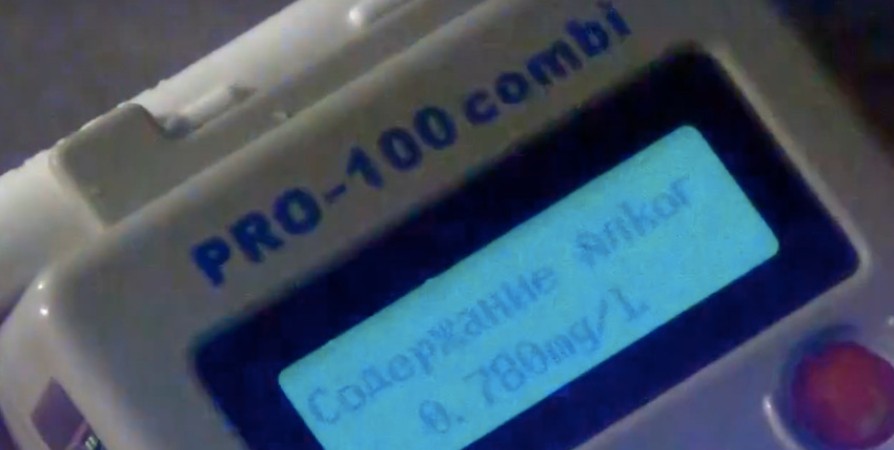 PRO-100 combi
Содержание Алког
0.780mg/L